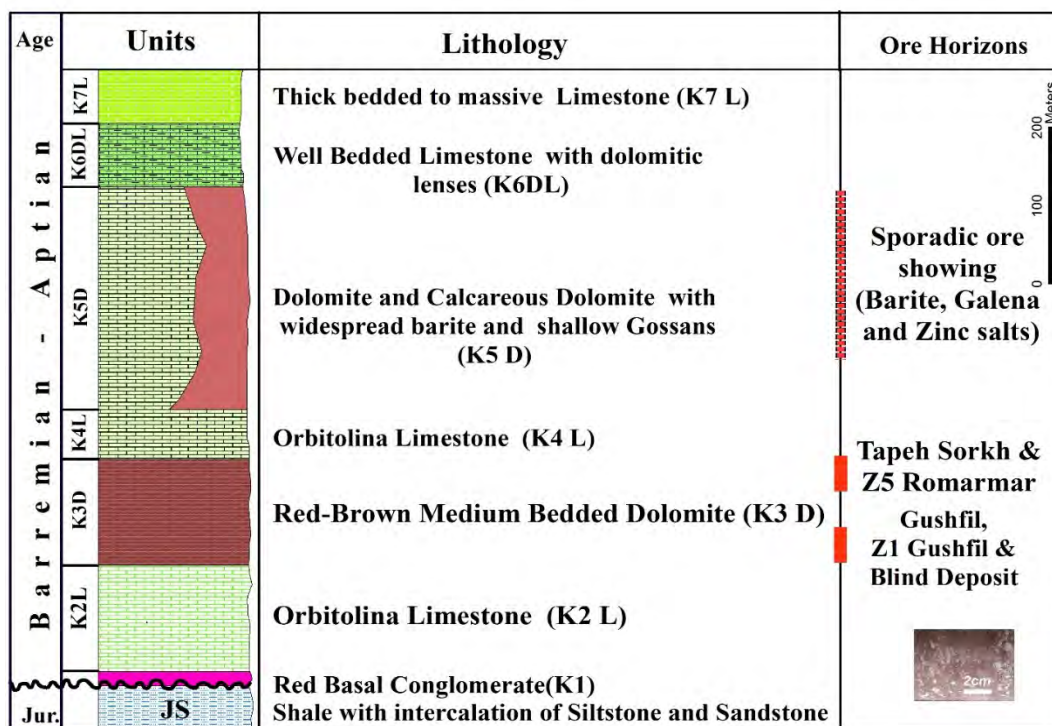 Age
Units
Lithology
Ore Horizons
Barremian - Aptian
K7L
Thick bedded to massive Limestone (K7 L)
K6DL
Well Bedded Limestone with dolomitic
lenses (K6DL)
K5D
Dolomite and Calcareous Dolomite with
widespread barite and shallow Gossans
(K5 D)
Sporadic ore
showing
(Barite, Galena
and Zinc salts)
K4L
Orbitolina Limestone (K4 L)
Tapeh Sorkh &
Z5 Romarmar
K3D
Red-Brown Medium Bedded Dolomite (K3 D)
Gushfil,
Z1 Gushfil &
Blind Deposit
K2L
Orbitolina Limestone (K2 L)
2cm
Red Basal Conglomerate(K1)
Jur.
JS
Shale with intercalation of Siltstone and Sandstone
0 100 200
Meters